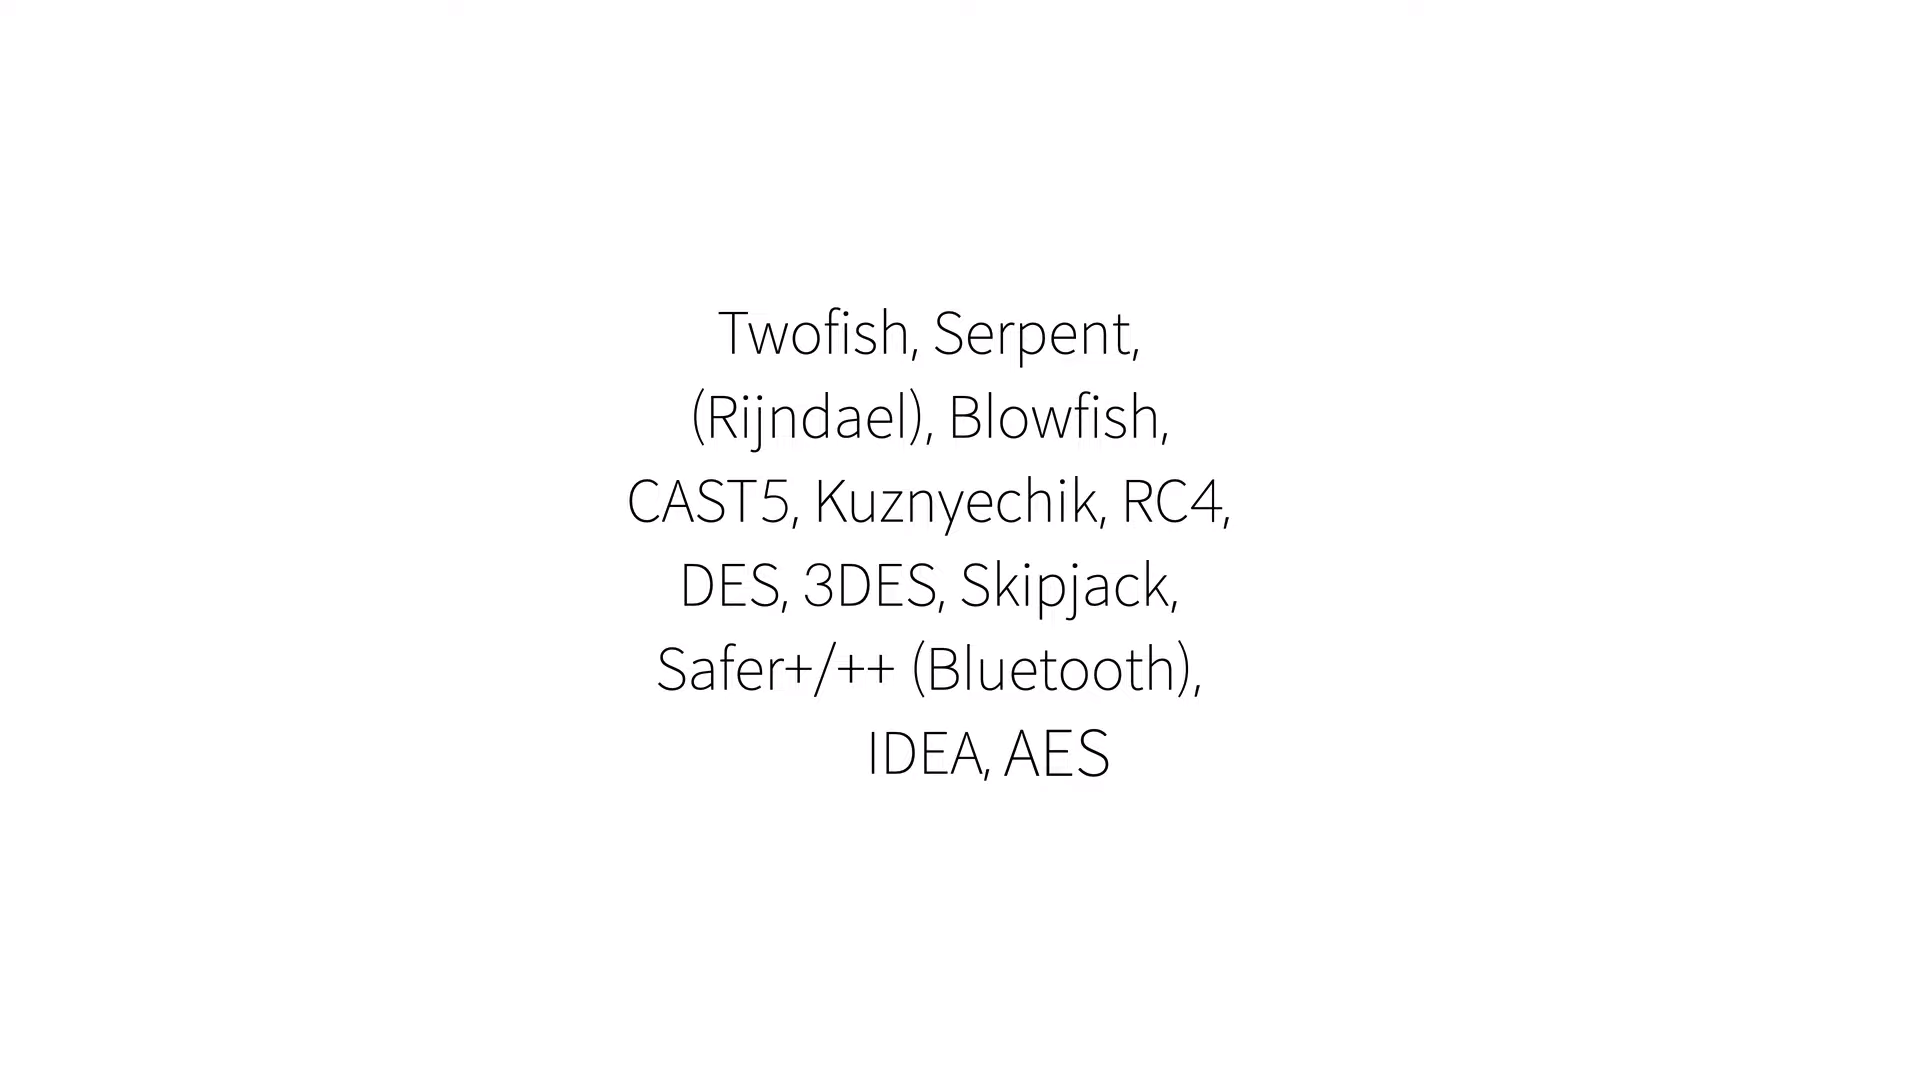 Twofish, Serpent,
(Rijndael), Blowfish,
CAST5, Kuznyechik, RC4,
DES, 3DES, Skipjack,
Safer+/++ (Bluetooth),
IDEA, AES